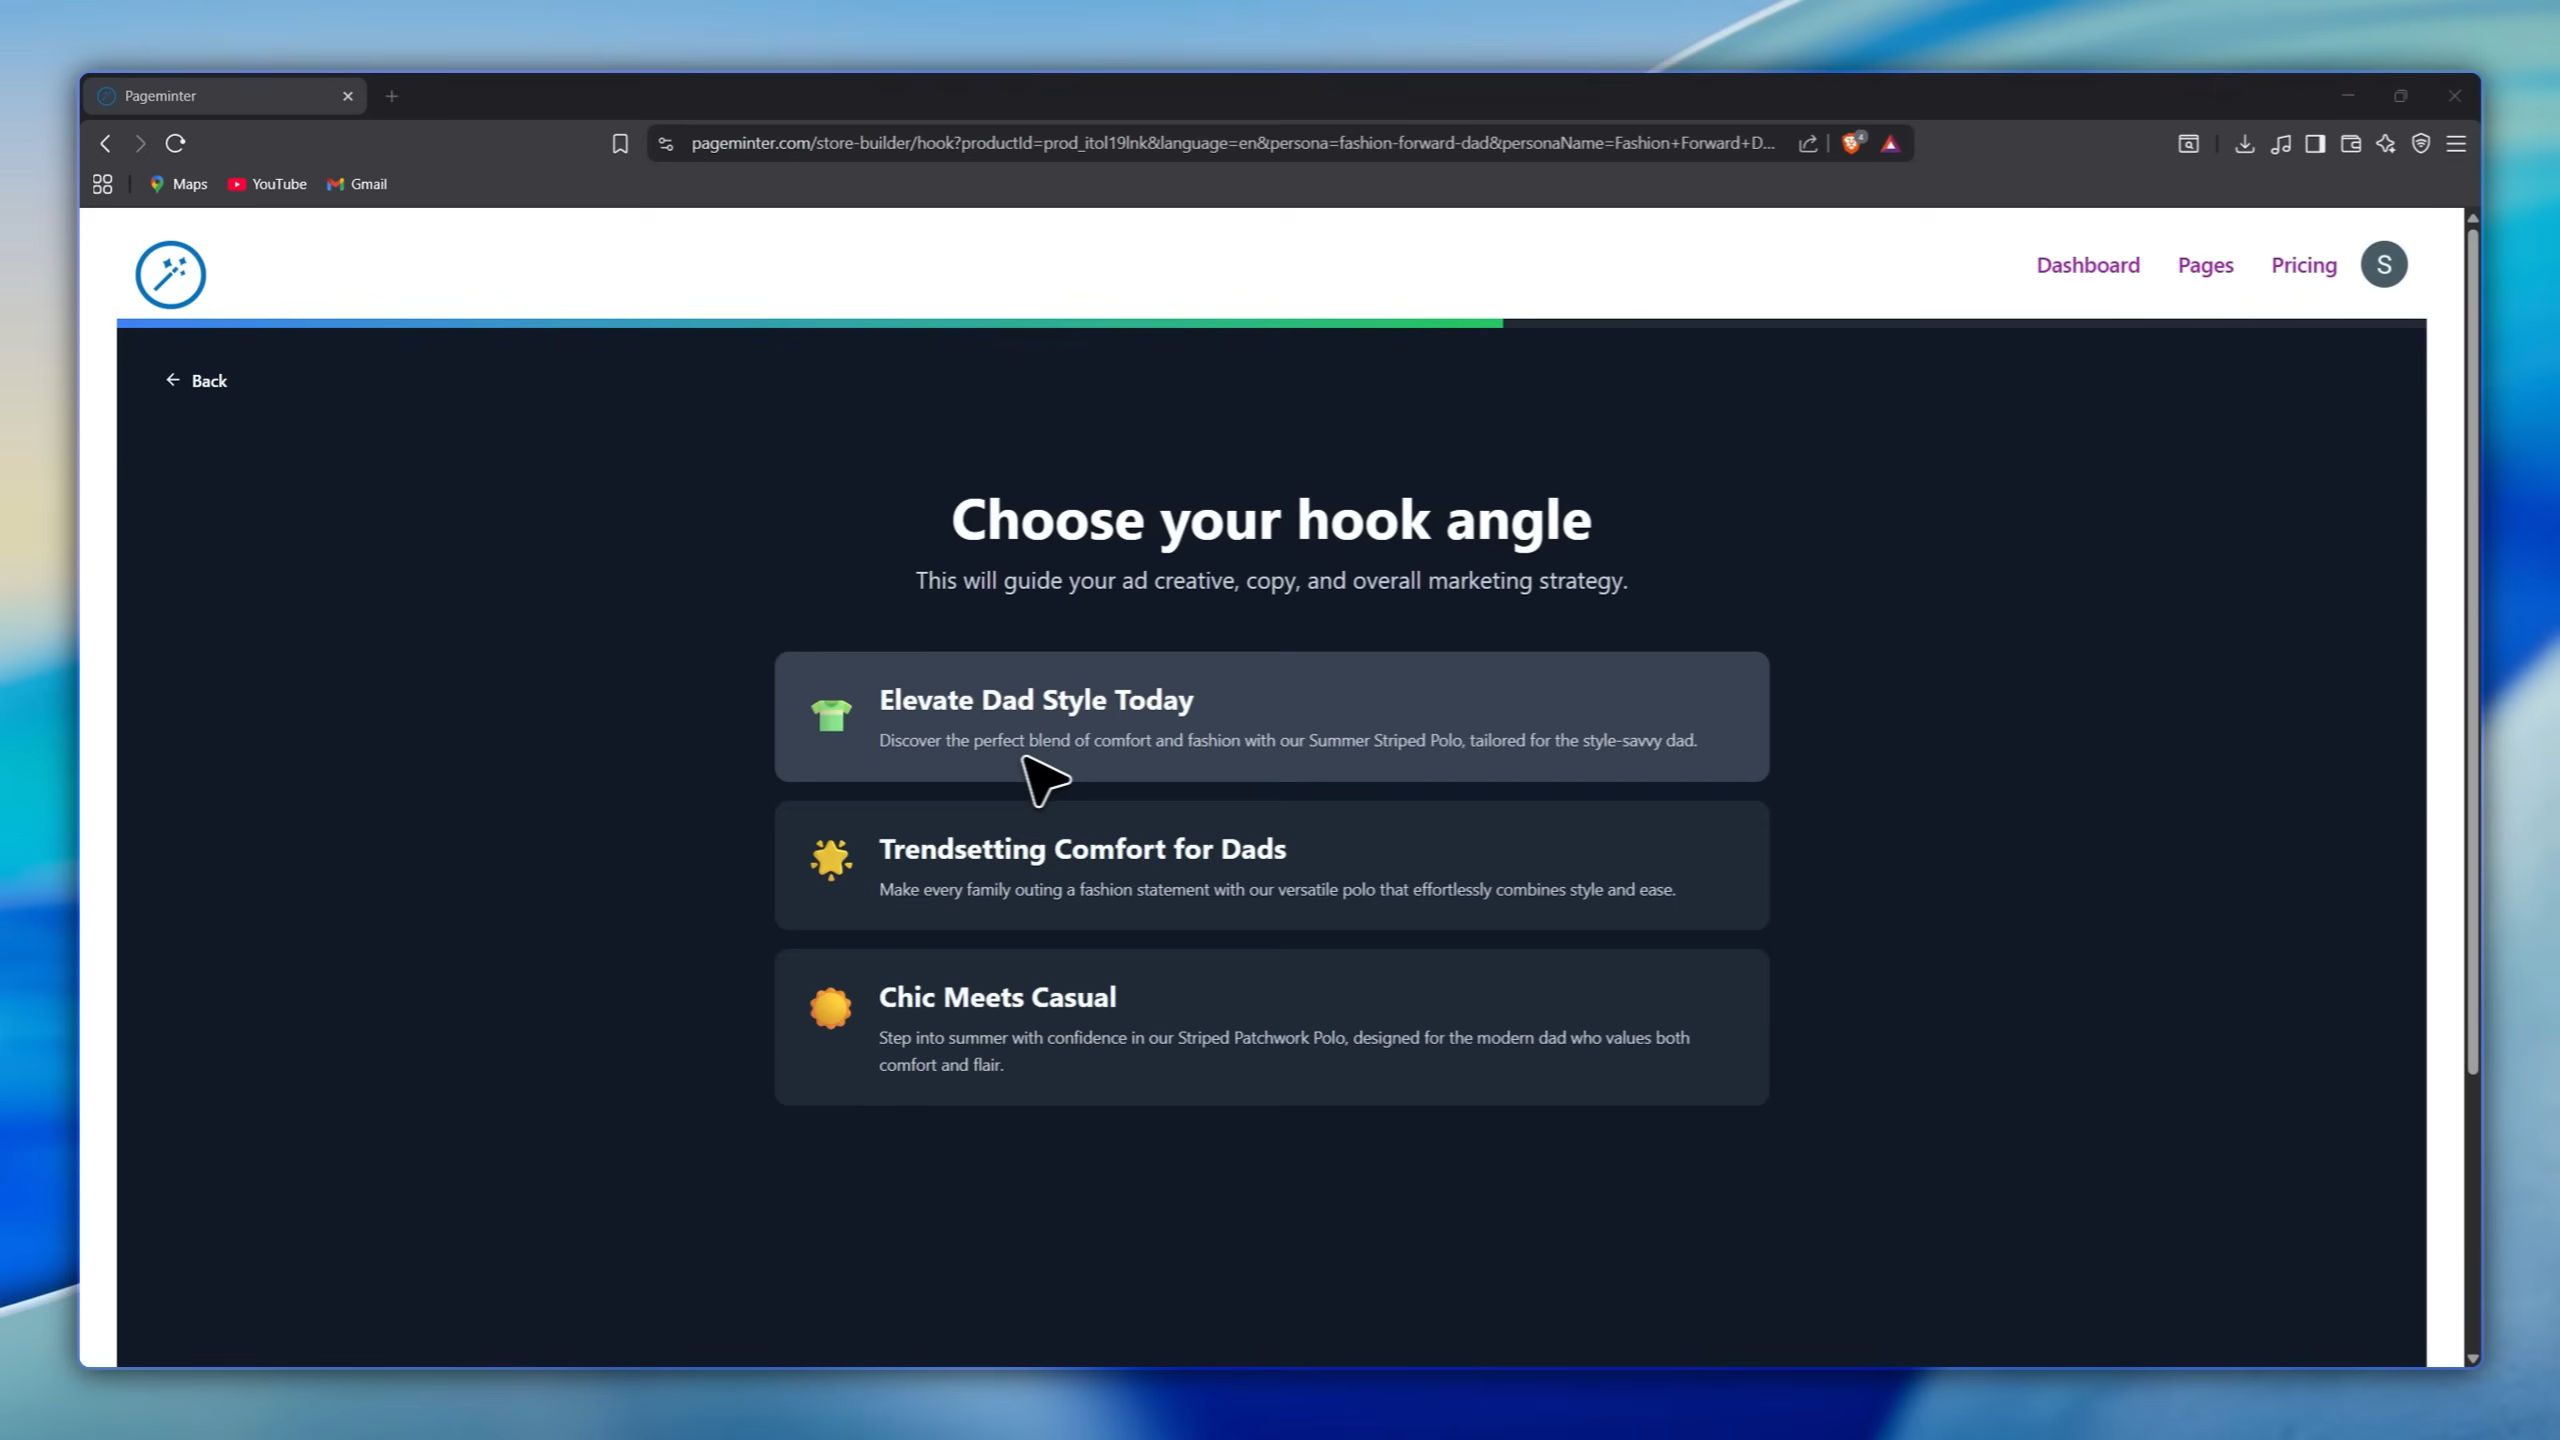 Pageminter
pageminter.com/store-builder/hook?productId=prod_itol19lnk&language=en&persona=fashion-forward-dad&personaName=Fashion+Forward+D...
4
Maps
YouTube
Gmail
Dashboard
Pages
Pricing
S
Back
Choose your hook angle
This will guide your ad creative, copy, and overall marketing strategy.
Elevate Dad Style Today
Discover the perfect blend of comfort and fashion with our Summer Striped Polo, tailored for the style-savvy dad.
Trendsetting Comfort for Dads
Make every family outing a fashion statement with our versatile polo that effortlessly combines style and ease.
Chic Meets Casual
Step into summer with confidence in our Striped Patchwork Polo, designed for the modern dad who values both
comfort and flair.